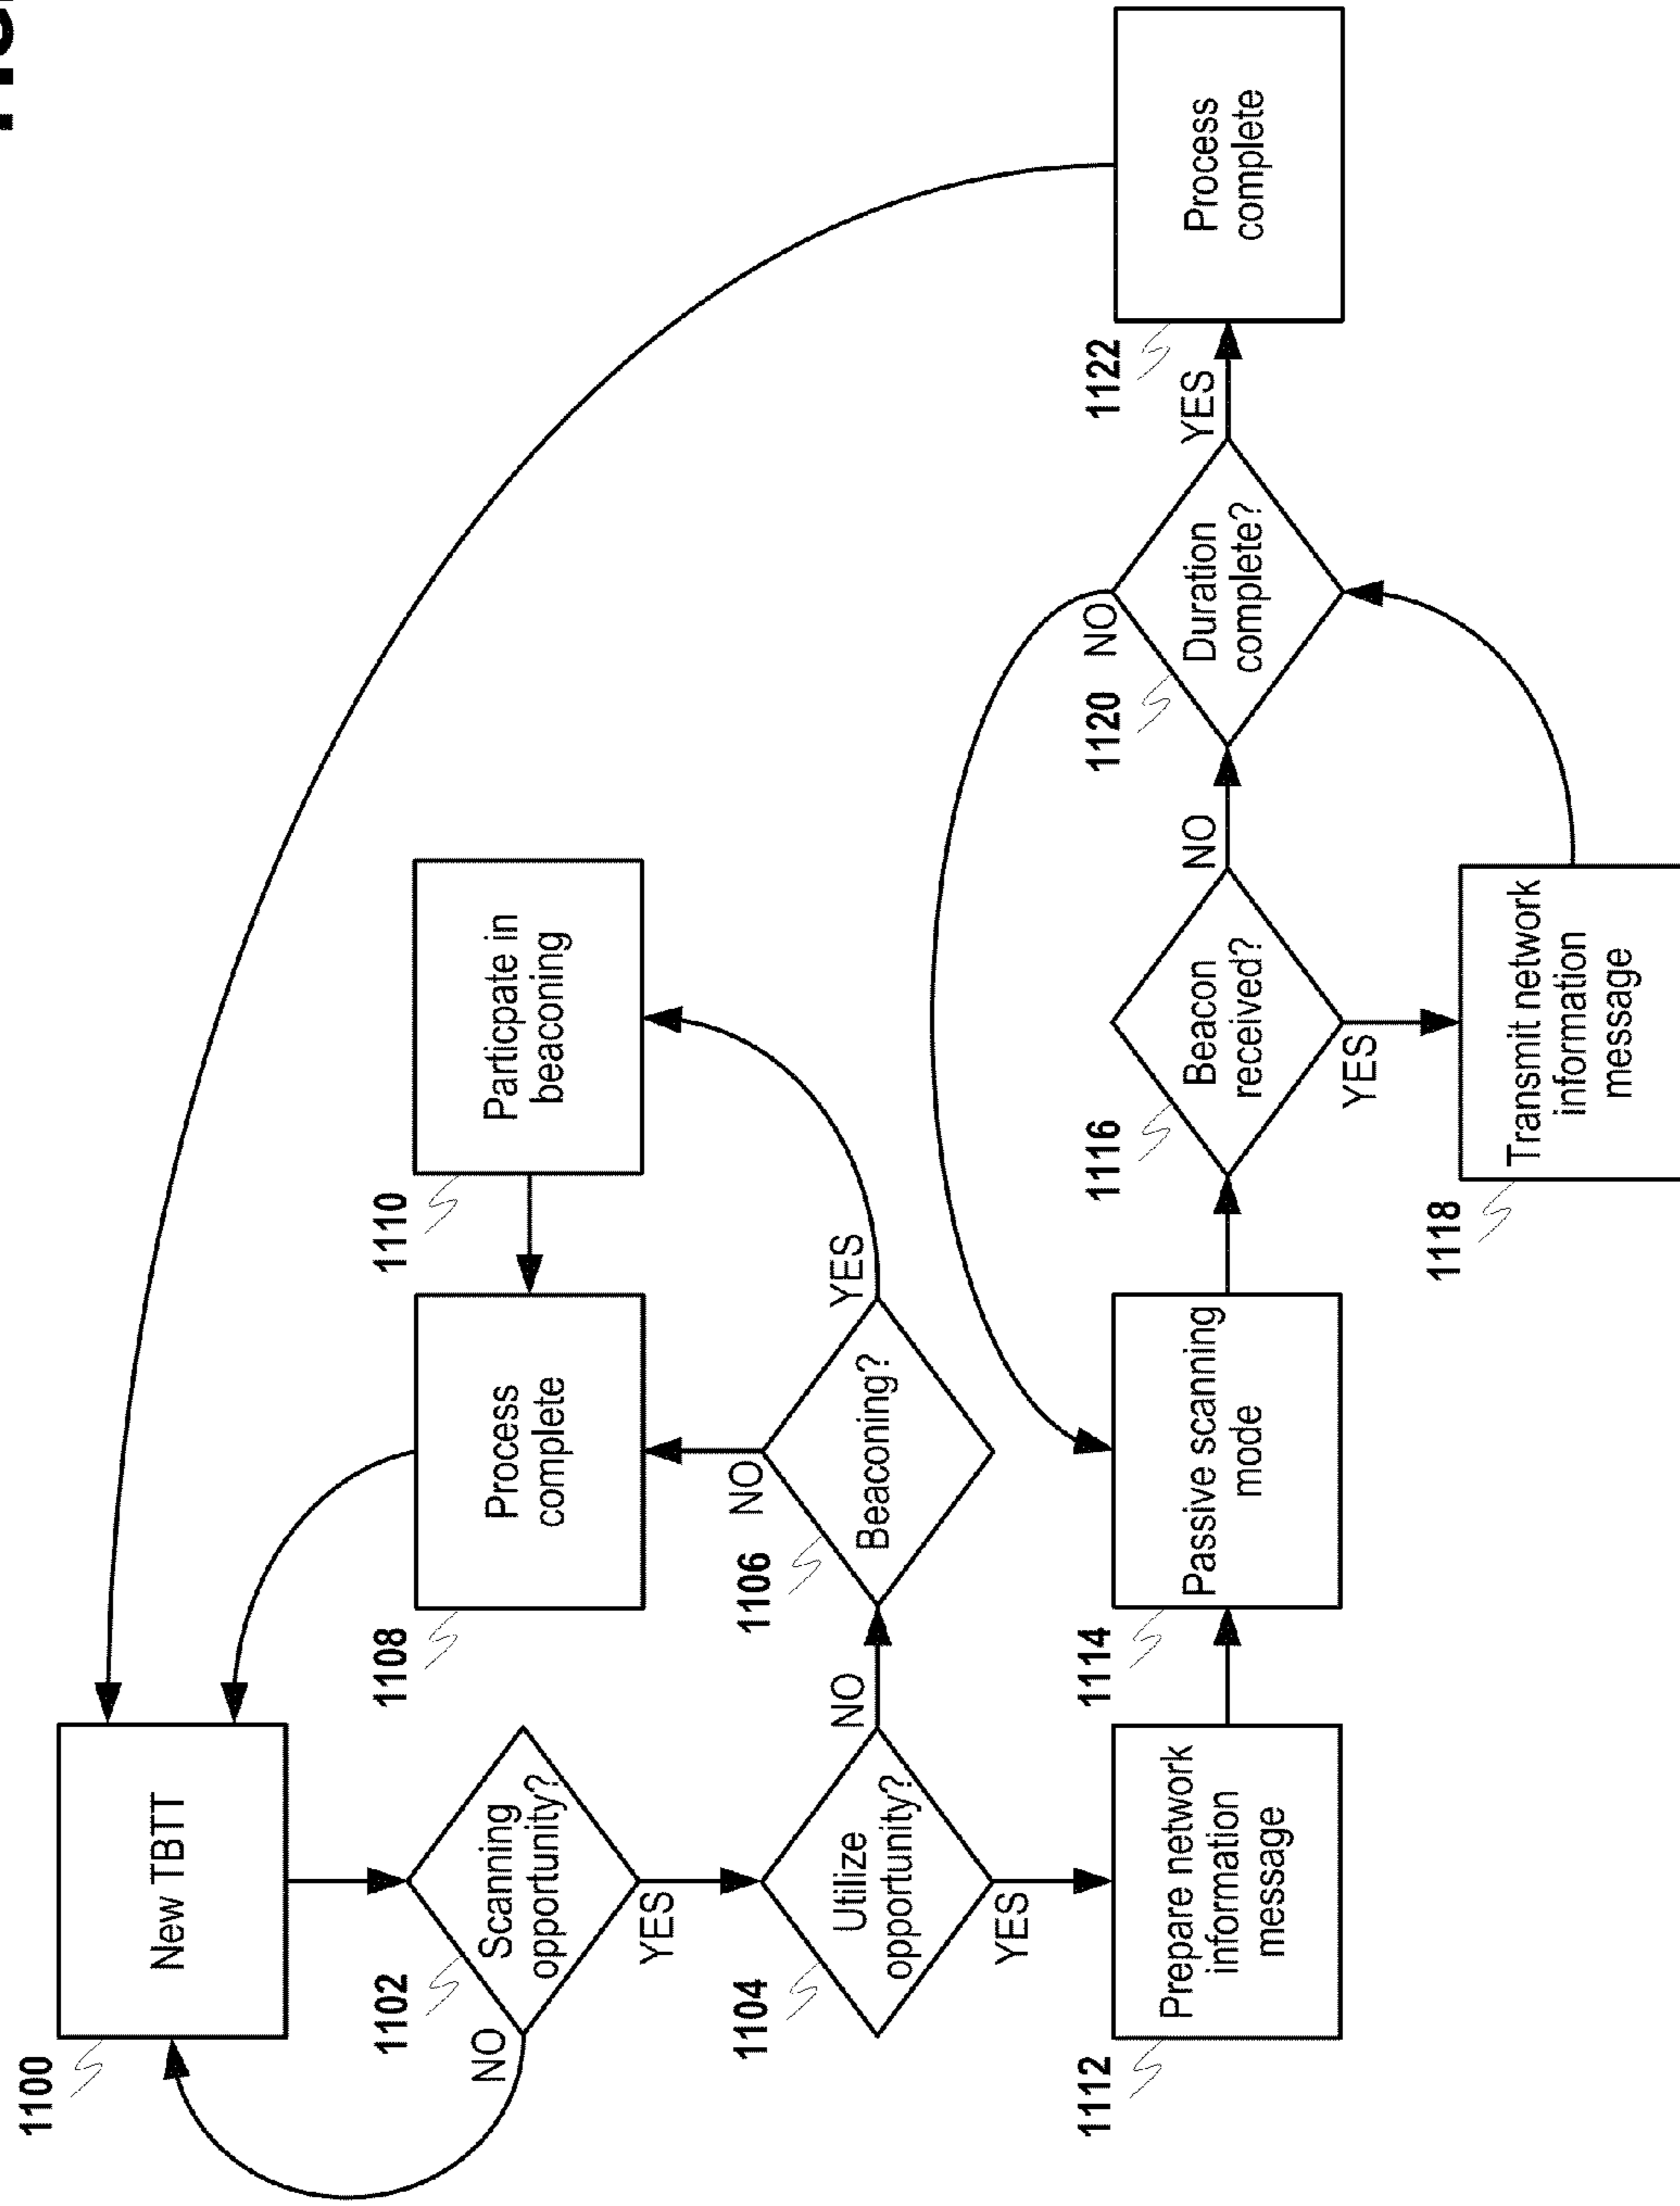 1100
New TBTT
1102
NO
Scanning
opportunity?
YES
1104
Utilize
opportunity?
NO
YES
1106
Beaconing?
NO
YES
1108
Process
complete
1110
Particpate in
beaconing
1112
Prepare network
information
message
1114
Passive scanning
mode
1116
Beacon
received?
NO
YES
1118
Transmit network
information
message
1120
NO
Duration
complete?
YES
1122
Process
complete